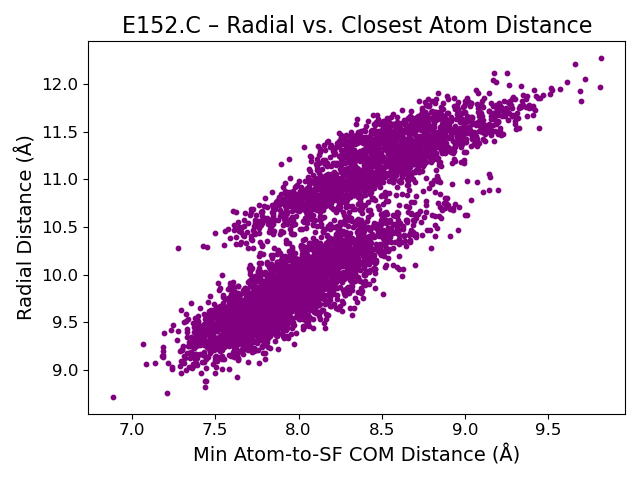 E152.C – Radial vs. Closest Atom Distance
12.0
11.5
11.0
10.5
10.0
9.5
9.0
Radial Distance (Å)
7.0 7.5 8.0 8.5 9.0 9.5
Min Atom-to-SF COM Distance (Å)